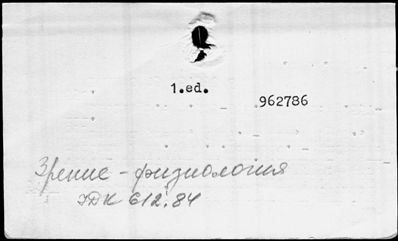 1.ed.
962786
Зрение - физиология
УДК 612.84